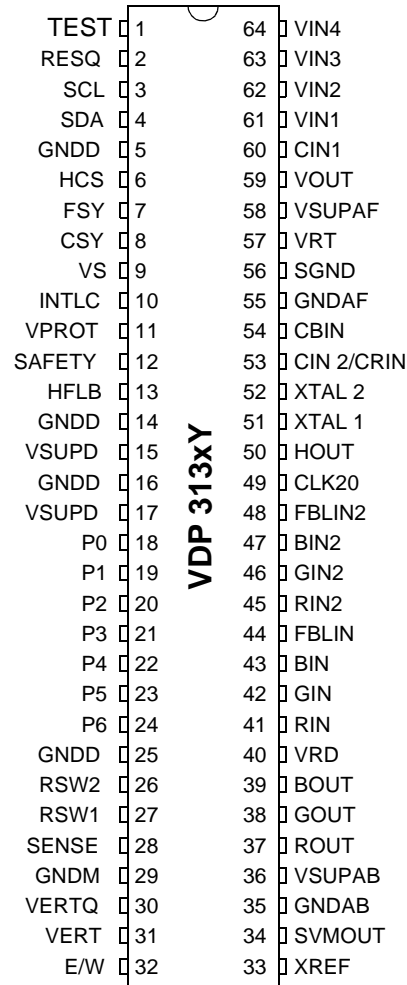 TEST 1 64 VIN4
RESQ 2 63 VIN3
SCL 3 62 VIN2
SDA 4 61 VIN1
GNDD 5 60 CIN1
HCS 6 59 VOUT
FSY 7 58 VSUPAF
CSY 8 57 VRT
VS 9 56 SGND
INTLC 10 55 GNDAF
VPROT 11 54 CBIN
SAFETY 12 53 CIN 2/CRIN
HFLB 13 52 XTAL 2
GNDD 14 51 XTAL 1
VSUPD 15 50 HOUT
GNDD 16 49 CLK20
VSUPD 17 48 FBLIN2
P0 18 47 BIN2
P1 19 46 GIN2
P2 20 45 RIN2
P3 21 44 FBLIN
P4 22 43 BIN
P5 23 42 GIN
P6 24 41 RIN
GNDD 25 40 VRD
RSW2 26 39 BOUT
RSW1 27 38 GOUT
SENSE 28 37 ROUT
GNDM 29 36 VSUPAB
VERTQ 30 35 GNDAB
VERT 31 34 SVMOUT
E/W 32 33 XREF
VDP 313xY